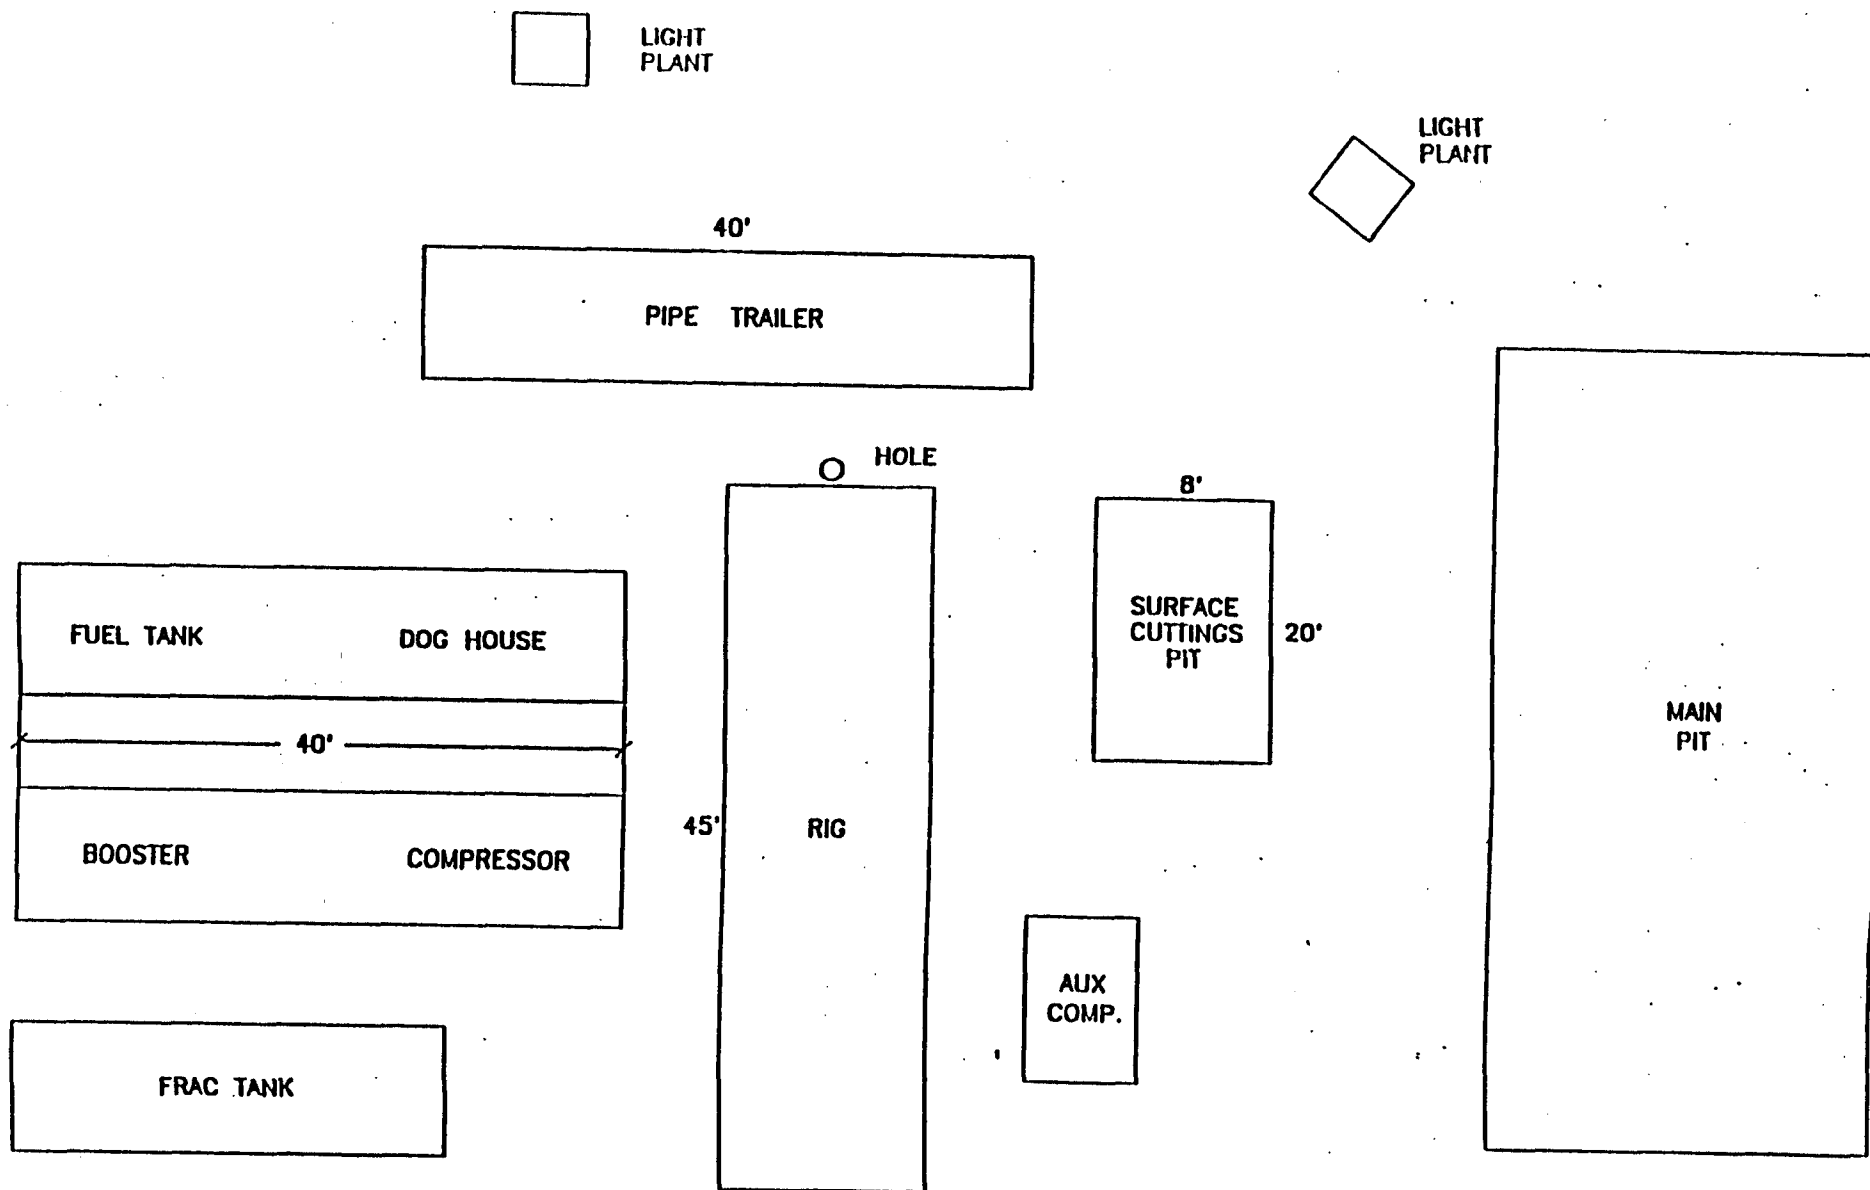 LIGHT
PLANT
LIGHT
PLANT
40'
PIPE TRAILER
HOLE
8'
SURFACE
CUTTINGS
PIT
20'
FUEL TANK
DOG HOUSE
40'
MAIN
PIT
45'
RIG
BOOSTER
COMPRESSOR
AUX
COMP.
FRAC TANK